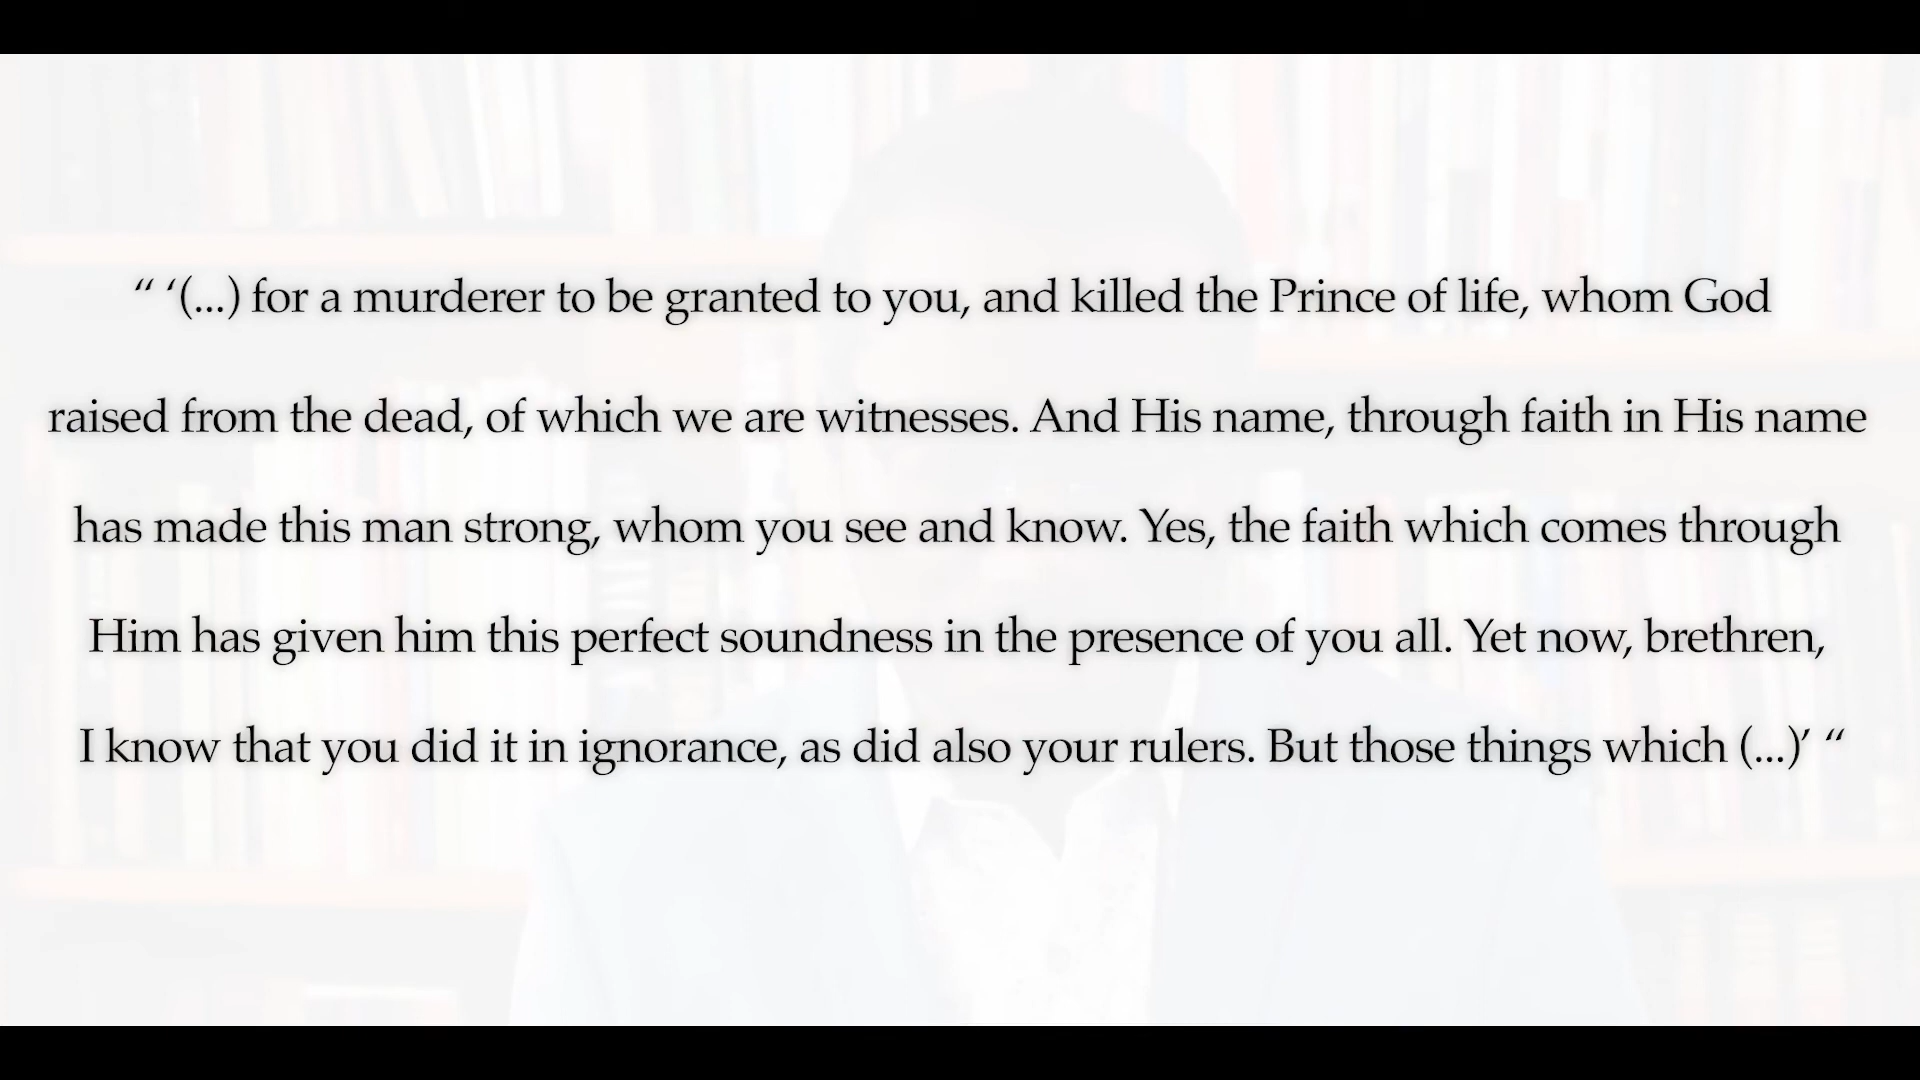 “ ‘(...) for a murderer to be granted to you, and killed the Prince of life, whom God
raised from the dead, of which we are witnesses. And His name, through faith in His name
has made this man strong, whom you see and know. Yes, the faith which comes through
Him has given him this perfect soundness in the presence of you all. Yet now, brethren,
I know that you did it in ignorance, as did also your rulers. But those things which (...)’ “